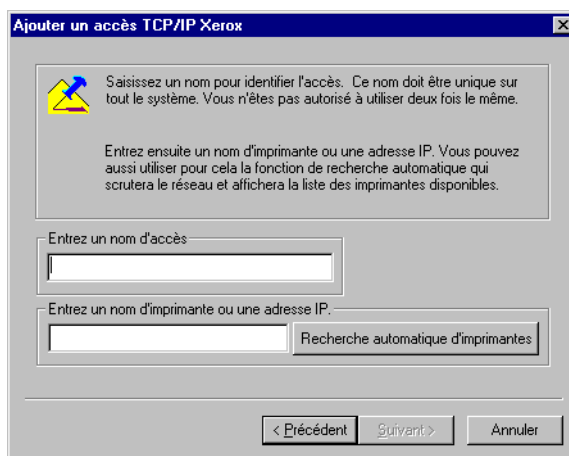 Ajouter un accès TCP/IP Xerox
Saisissez un nom pour identifier l'accès. Ce nom doit être unique sur
tout le système. Vous n'êtes pas autorisé à utiliser deux fois le même.
Entrez ensuite un nom d'imprimante ou une adresse IP. Vous pouvez
aussi utiliser pour cela la fonction de recherche automatique qui
scrutera le réseau et affichera la liste des imprimantes disponibles.
Entrez un nom d'accès
Entrez un nom d'imprimante ou une adresse IP.
Recherche automatique d'imprimantes
< Précédent
Suivant >
Annuler